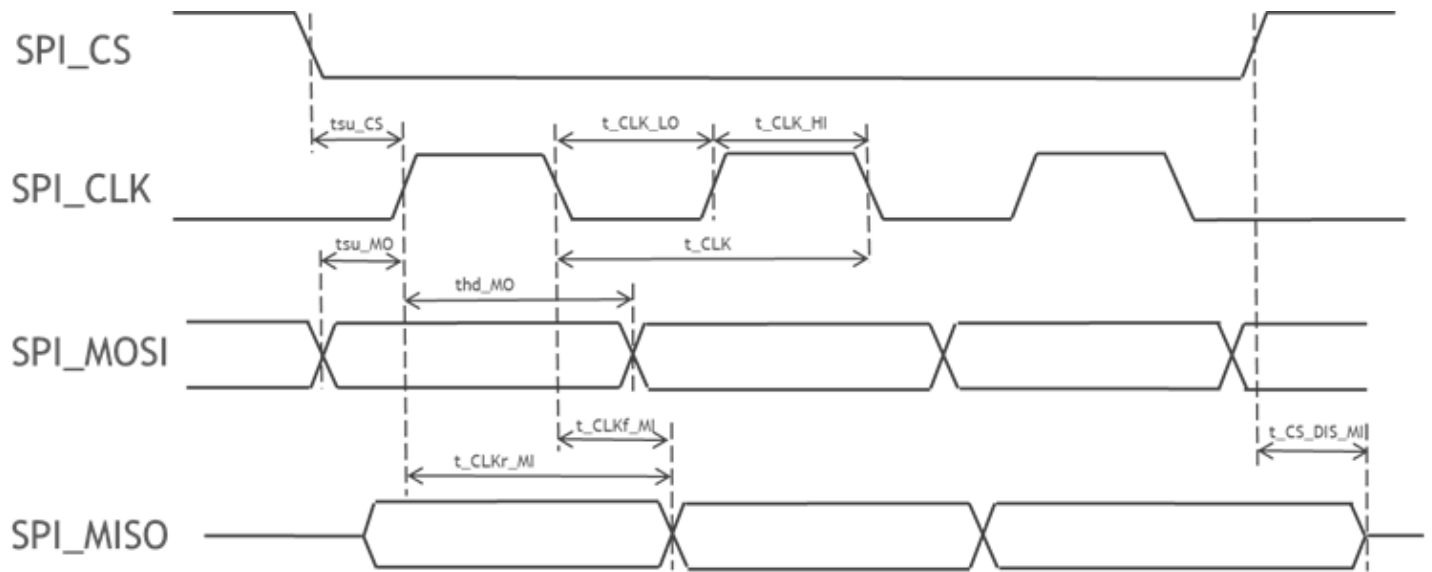 SPI_CS
tsu_CS
t_CLK_LO
t_CLK_HI
SPI_CLK
tsu_MO
t_CLK
thd_MO
SPI_MOSI
t_CLKf_MI
t_CS_DIS_MI
t_CLKr_MI
SPI_MISO